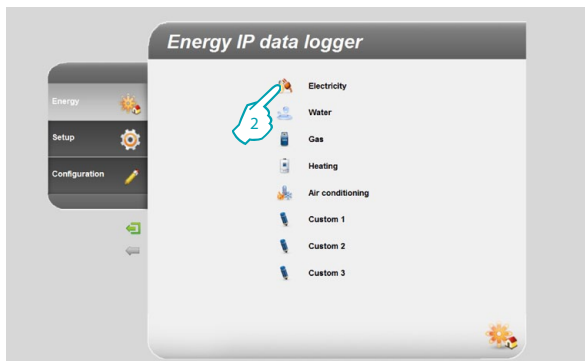 Energy IP data logger
Energy
Setup
Configuration
Electricity
2
Water
Gas
Heating
Air conditioning
Custom 1
Custom 2
Custom 3